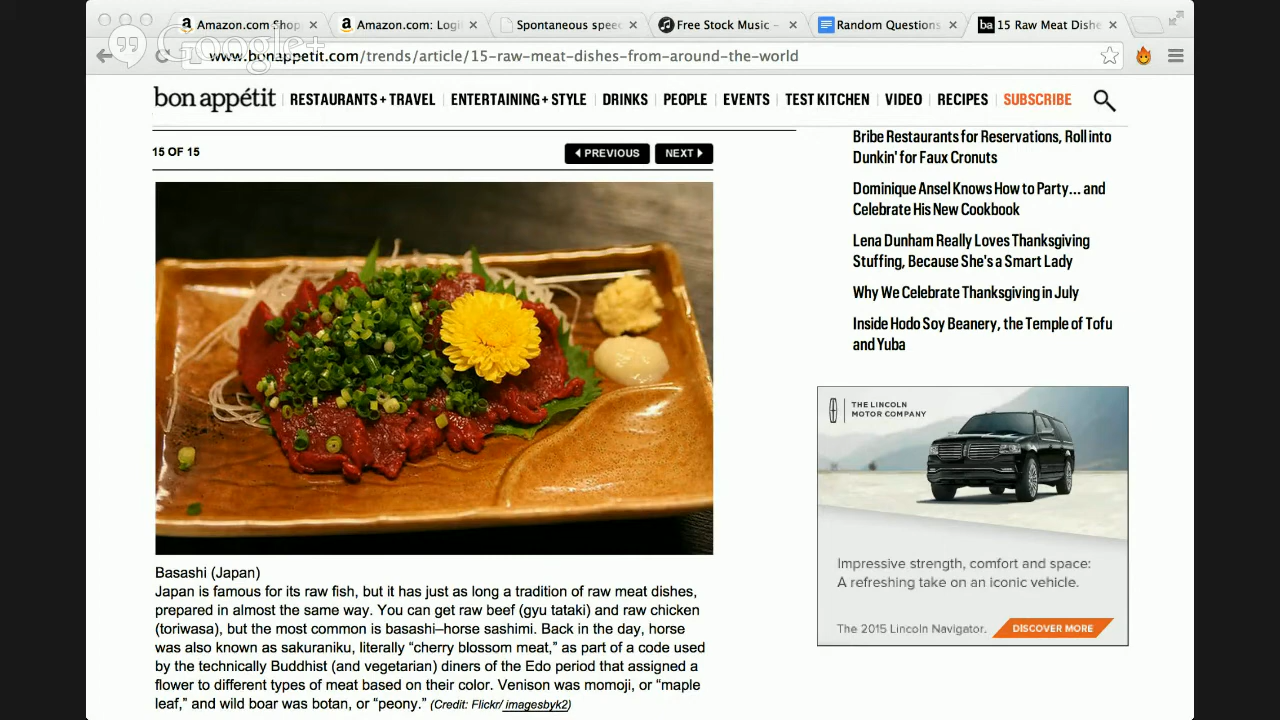 Amazon.com Shop
Amazon.com: Logi
Spontaneous spee
Free Stock Music –
Random Questions
ba 15 Raw Meat Dishe
Google+
www.bonappetit.com/trends/article/15-raw-meat-dishes-from-around-the-world
bon appétit
RESTAURANTS + TRAVEL
ENTERTAINING + STYLE
DRINKS
PEOPLE
EVENTS
TEST KITCHEN
VIDEO
RECIPES
SUBSCRIBE
15 OF 15
PREVIOUS
NEXT
Basashi (Japan)
Japan is famous for its raw fish, but it has just as long a tradition of raw meat dishes,
prepared in almost the same way. You can get raw beef (gyu tataki) and raw chicken
(toriwasa), but the most common is basashi–horse sashimi. Back in the day, horse
was also known as sakuraniku, literally “cherry blossom meat,” as part of a code used
by the technically Buddhist (and vegetarian) diners of the Edo period that assigned a
flower to different types of meat based on their color. Venison was momoji, or “maple
leaf,” and wild boar was botan, or “peony.” (Credit: Flickr/ imagesbyk2)
Bribe Restaurants for Reservations, Roll into
Dunkin' for Faux Cronuts
Dominique Ansel Knows How to Party... and
Celebrate His New Cookbook
Lena Dunham Really Loves Thanksgiving
Stuffing, Because She's a Smart Lady
Why We Celebrate Thanksgiving in July
Inside Hodo Soy Beanery, the Temple of Tofu
and Yuba
THE LINCOLN
MOTOR COMPANY
Impressive strength, comfort and space:
A refreshing take on an iconic vehicle.
The 2015 Lincoln Navigator.
DISCOVER MORE